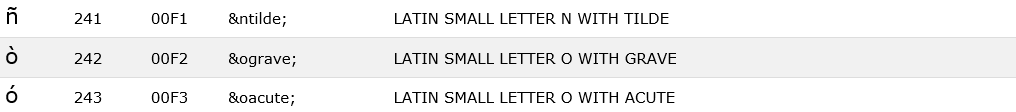 ñ 241 00F1 &ntilde; LATIN SMALL LETTER N WITH TILDE
ò 242 00F2 &ograve; LATIN SMALL LETTER O WITH GRAVE
ó 243 00F3 &oacute; LATIN SMALL LETTER O WITH ACUTE